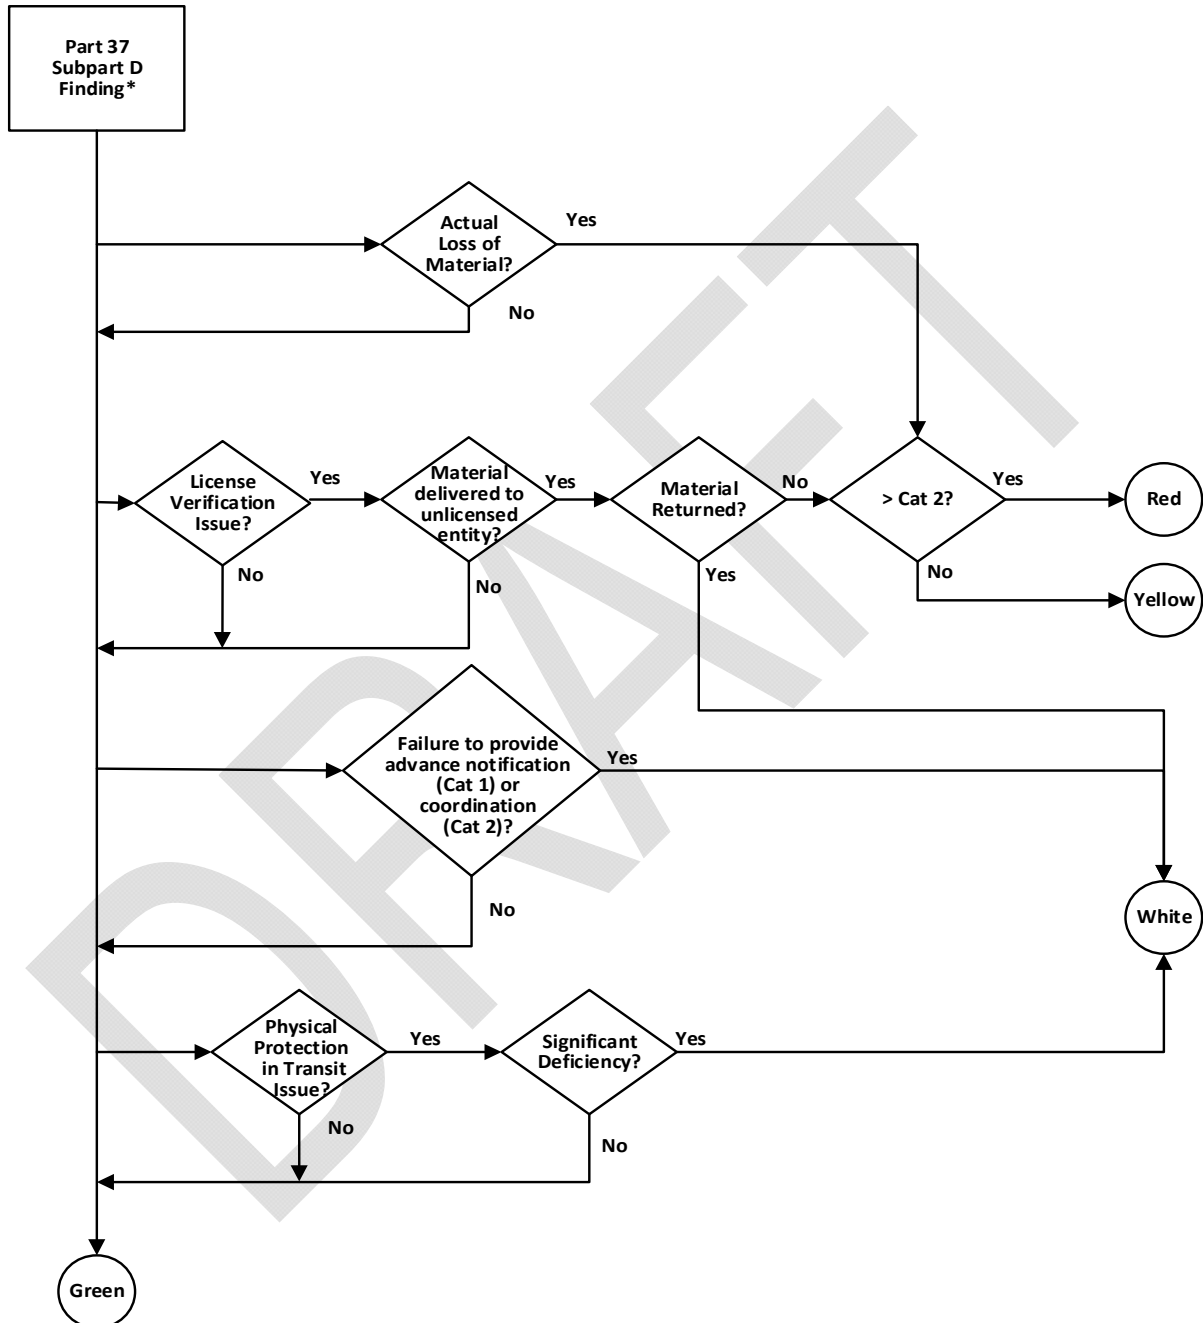 Part 37
Subpart D
Finding*
Actual
Loss of
Material?
Yes
No
License
Verification
Issue?
Yes
No
Material
delivered to
unlicensed
entity?
Yes
No
Material
Returned?
No
Yes
> Cat 2?
Yes
No
Red
Yellow
Failure to provide
advance notification
(Cat 1) or
coordination
(Cat 2)?
Yes
No
White
Physical
Protection
in Transit
Issue?
Yes
No
Significant
Deficiency?
Yes
No
Green
DRAFT